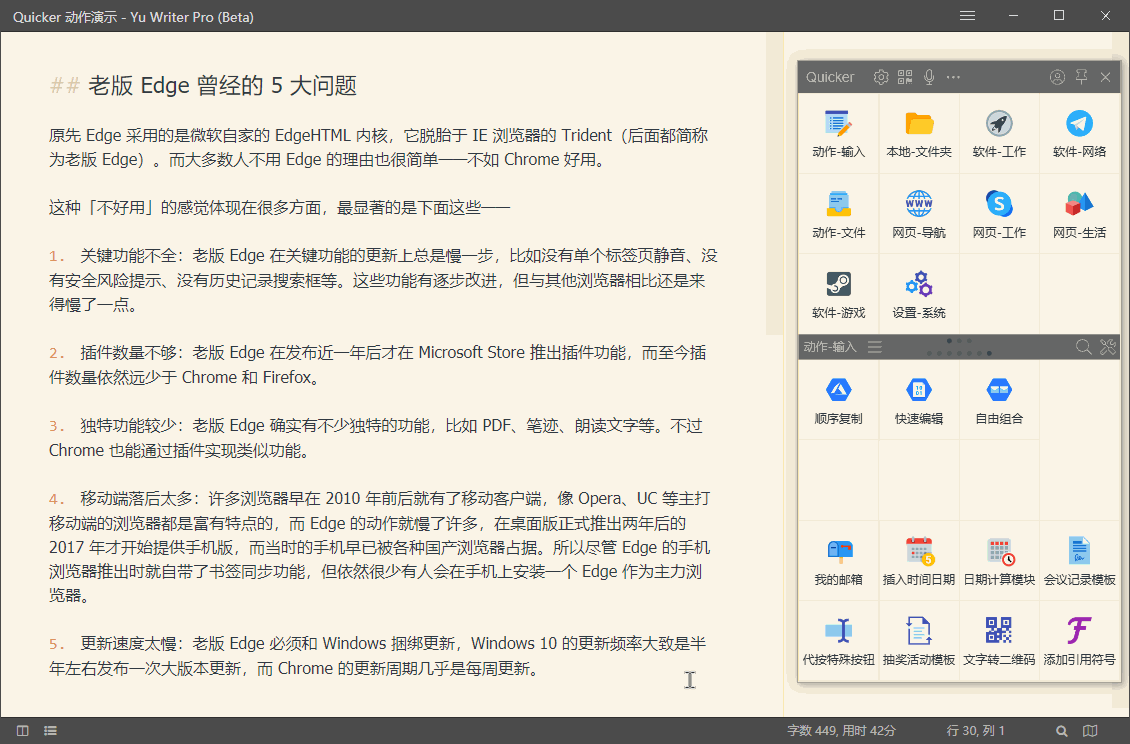 Quicker 动作演示 - Yu Writer Pro (Beta)
## 老版 Edge 曾经的 5 大问题
原先 Edge 采用的是微软自家的 EdgeHTML 内核，它脱胎于 IE 浏览器的 Trident（后面都简称
为老版 Edge）。而大多数人不用 Edge 的理由也很简单——不如 Chrome 好用。
这种「不好用」的感觉体现在很多方面，最显著的是下面这些——
1. 关键功能不全：老版 Edge 在关键功能的更新上总是慢一步，比如没有单个标签页静音、没
有安全风险提示、没有历史记录搜索框等。这些功能有逐步改进，但与其他浏览器相比还是来
得慢了一点。
2. 插件数量不够：老版 Edge 在发布近一年后才在 Microsoft Store 推出插件功能，而至今插
件数量依然远少于 Chrome 和 Firefox。
3. 独特功能较少：老版 Edge 确实有不少独特的功能，比如 PDF、笔迹、朗读文字等。不过
Chrome 也能通过插件实现类似功能。
4. 移动端落后太多：许多浏览器早在 2010 年前后就有了移动客户端，像 Opera、UC 等主打
移动端的浏览器都是富有特点的，而 Edge 的动作就慢了许多，在桌面版正式推出两年后的
2017 年才开始提供手机版，而当时的手机早已被各种国产浏览器占据。所以尽管 Edge 的手机
浏览器推出时就自带了书签同步功能，但依然很少有人会在手机上安装一个 Edge 作为主力浏
览器。
5. 更新速度太慢：老版 Edge 必须和 Windows 捆绑更新，Windows 10 的更新频率大致是半
年左右发布一次大版本更新，而 Chrome 的更新周期几乎是每周更新。
Quicker
动作-输入 本地-文件夹 软件-工作 软件-网络
WWW
S
动作-文件 网页-导航 网页-工作 网页-生活
软件-游戏 设置-系统
动作-输入
顺序复制 快速编辑 自由组合
5
我的邮箱 插入时间日期 日期计算模块 会议记录模板
代按特殊按钮 抽奖活动模板 文字转二维码 添加引用符号
字数 449, 用时 42分 行 30, 列 1